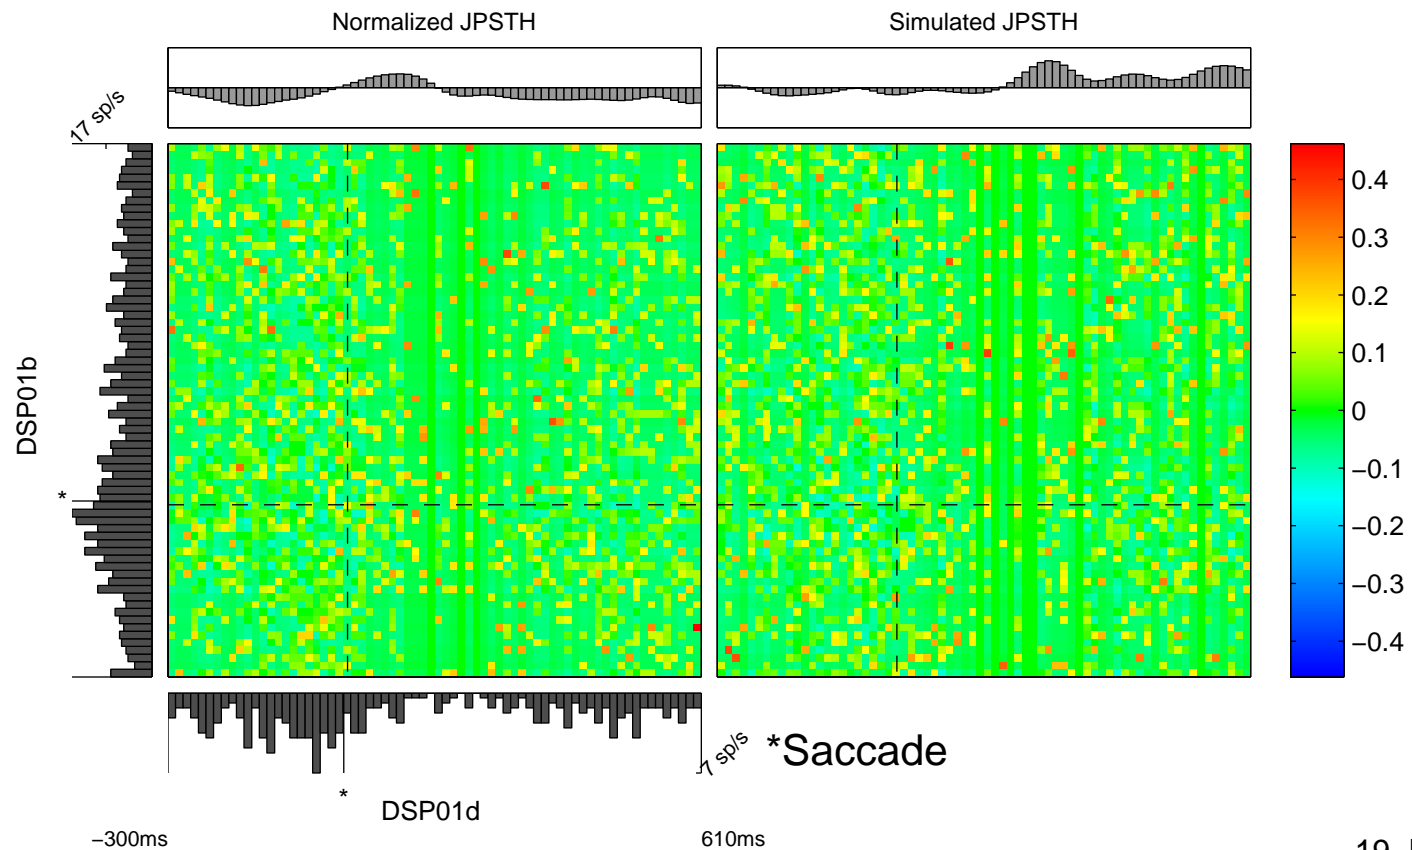 Normalized JPSTH
Simulated JPSTH
17 sp/s
0.4
0.3
0.2
0.1
0
−0.1
−0.2
−0.3
−0.4
DSP01b
*
7 sp/s
*Saccade
*
DSP01d
−300ms
610ms
19